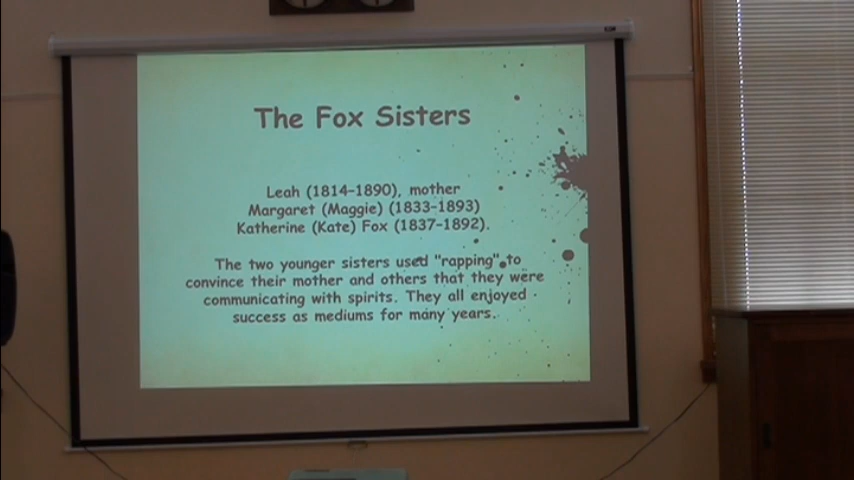 The Fox Sisters
Leah (1814-1890), mother
Margaret (Maggie) (1833-1893)
Katherine (Kate) Fox (1837-1892).
The two younger sisters used "rapping" to
convince their mother and others that they were
communicating with spirits. They all enjoyed
success as mediums for many years.